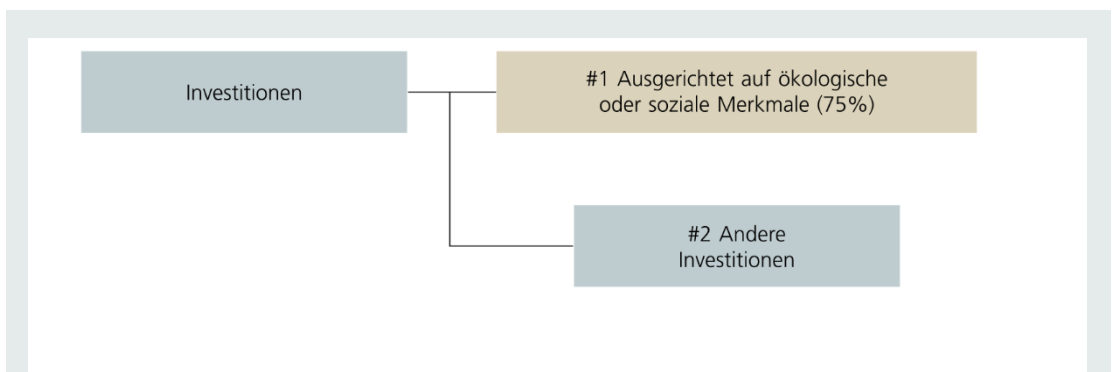 Investitionen
#1 Ausgerichtet auf ökologische
oder soziale Merkmale (75%)
#2 Andere
Investitionen